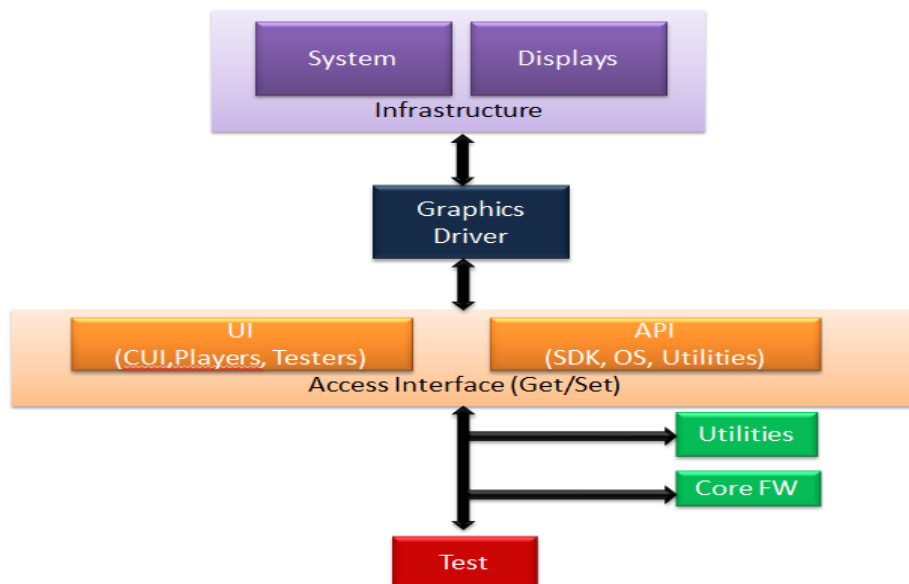 System
Displays
Infrastructure
Graphics
Driver
UI
(CUI,Players, Testers)
API
(SDK, OS, Utilities)
Access Interface (Get/Set)
Utilities
Core FW
Test